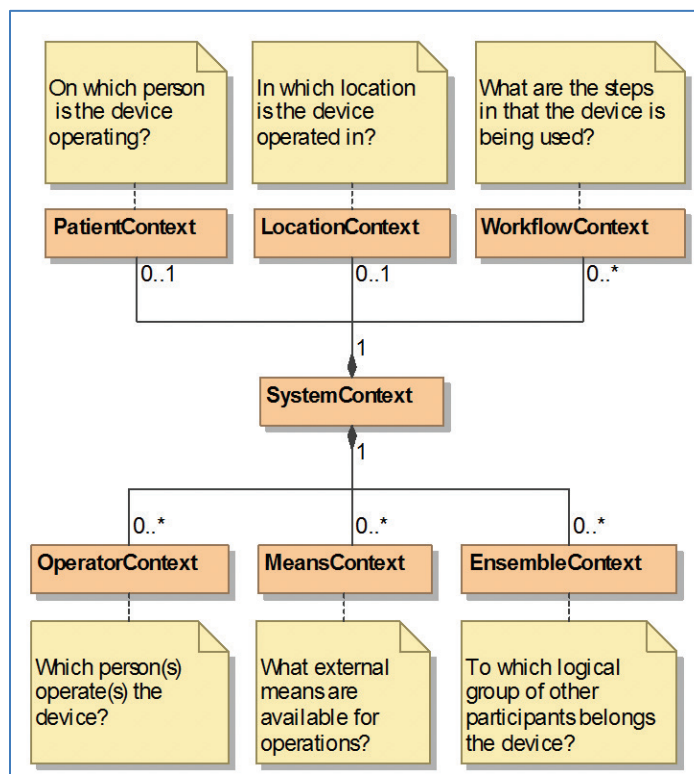 On which person
is the device
operating?
In which location
is the device
operated in?
What are the steps
in that the device is
being used?
PatientContext
LocationContext
WorkflowContext
0..1
0..1
0..*
1
SystemContext
1
0..*
0..*
0..*
OperatorContext
MeansContext
EnsembleContext
Which person(s)
operate(s) the
device?
What external
means are
available for
operations?
To which logical
group of other
participants belongs
the device?